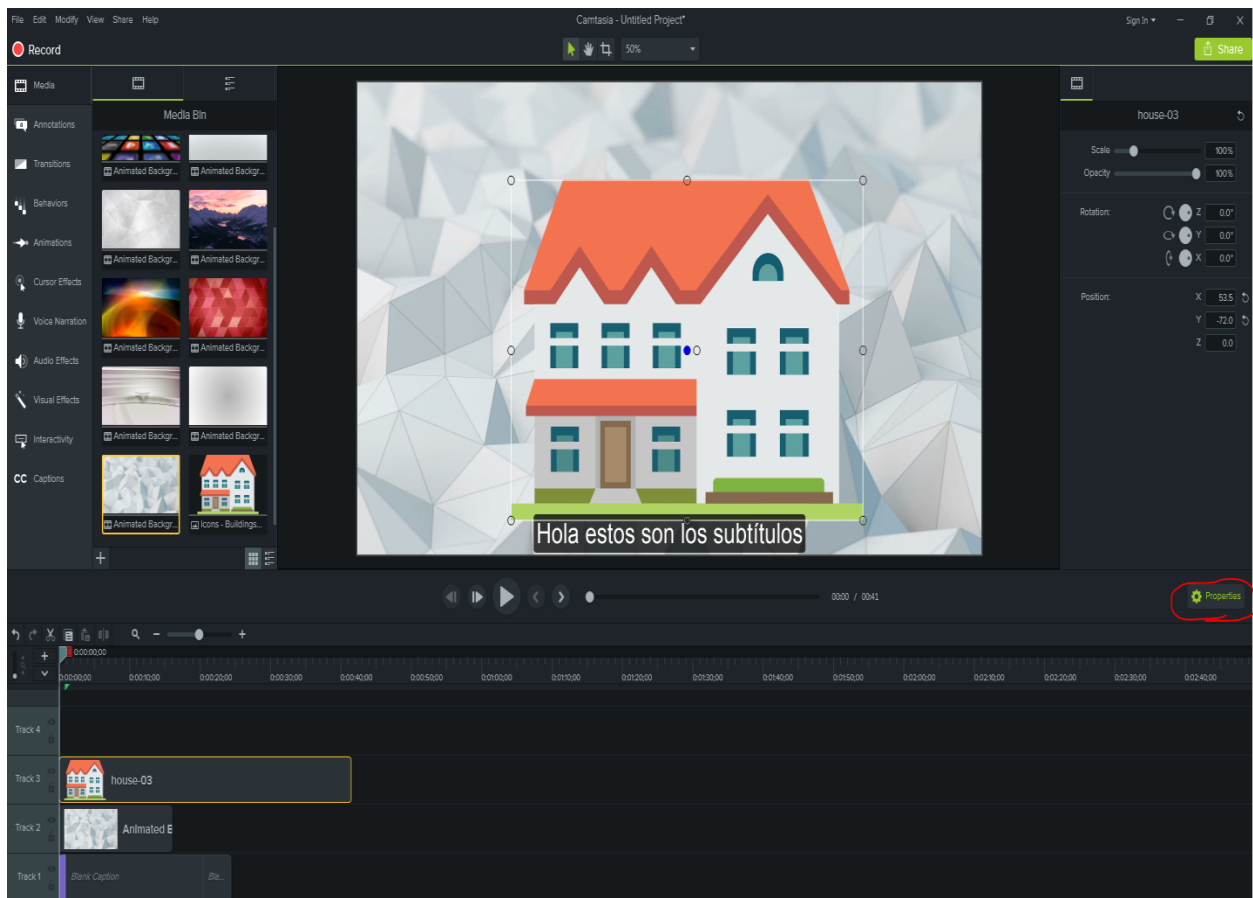 File Edit Modify View Share Help
Camtasia - Untitled Project*
Sign In
Record
50%
Share
Media
Annotations
Transitions
Behaviors
Animations
Cursor Effects
Voice Narration
Audio Effects
Visual Effects
Interactivity
CC Captions
Media Bin
Animated Backgr... Animated Backgr...
Animated Backgr... Animated Backgr...
Animated Backgr... Animated Backgr...
Animated Backgr... Animated Backgr...
Animated Backgr... Icons - Buildings...
Hola estos son los subtítulos
house-03
Scale 100%
Opacity 100%
Rotation: Z 0.0°
Y 0.0°
X 0.0°
Position: X 53.5
Y -72.0
Z 0.0
00:00 / 00:41
Properties
0:00:00;00
0:00:00;00 0:00:10;00 0:00:20;00 0:00:30;00 0:00:40;00 0:00:50;00 0:01:00;00 0:01:10;00 0:01:20;00 0:01:30;00 0:01:40;00 0:01:50;00 0:02:00;00 0:02:10;00 0:02:20;00 0:02:30;00 0:02:40;00
Track 4
Track 3 house-03
Track 2 Animated B
Track 1 Blank Caption Bla...